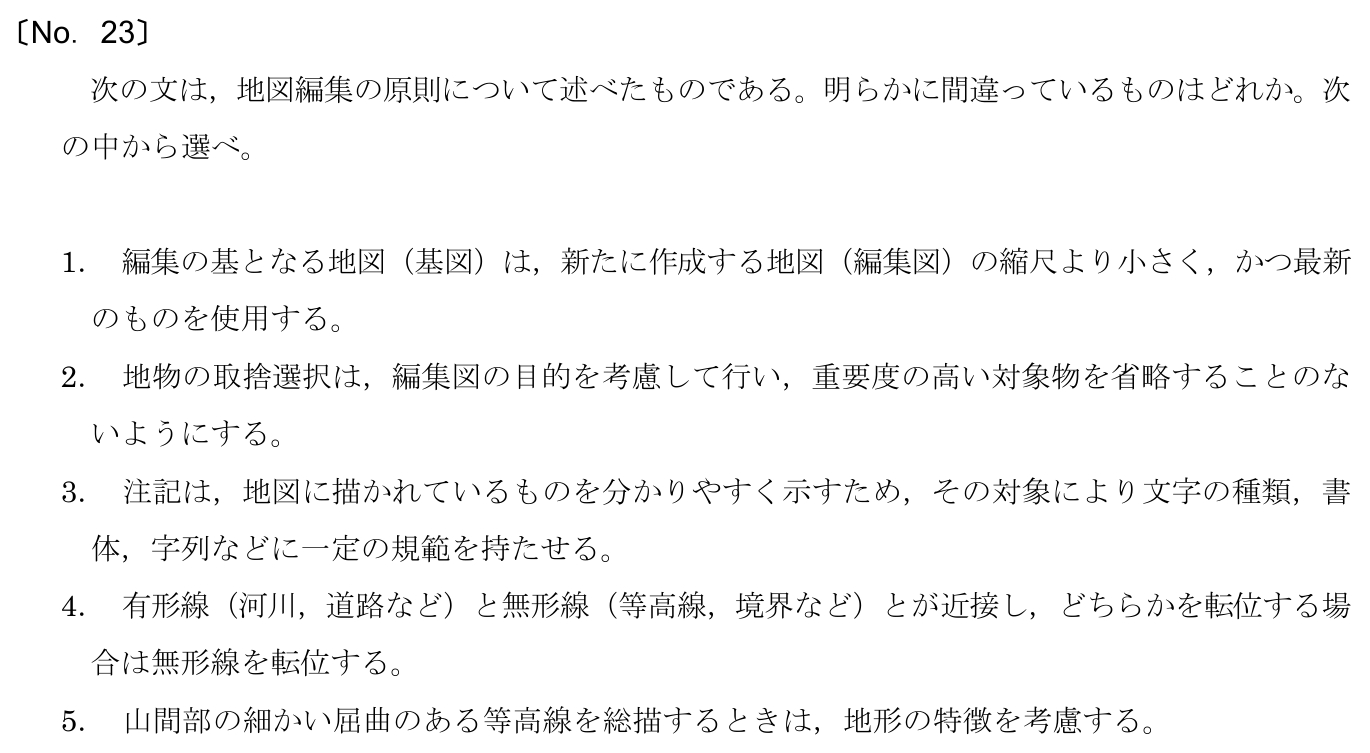 〔No. 23〕
次の文は，地図編集の原則について述べたものである。明らかに間違っているものはどれか。次
の中から選べ。
1. 編集の基となる地図（基図）は，新たに作成する地図（編集図）の縮尺より小さく，かつ最新
のものを使用する。
2. 地物の取捨選択は，編集図の目的を考慮して行い，重要度の高い対象物を省略することのな
いようにする。
3. 注記は，地図に描かれているものを分かりやすく示すため，その対象により文字の種類，書
体，字列などに一定の規範を持たせる。
4. 有形線（河川，道路など）と無形線（等高線，境界など）とが近接し，どちらかを転位する場
合は無形線を転位する。
5. 山間部の細かい屈曲のある等高線を総描するときは，地形の特徴を考慮する。